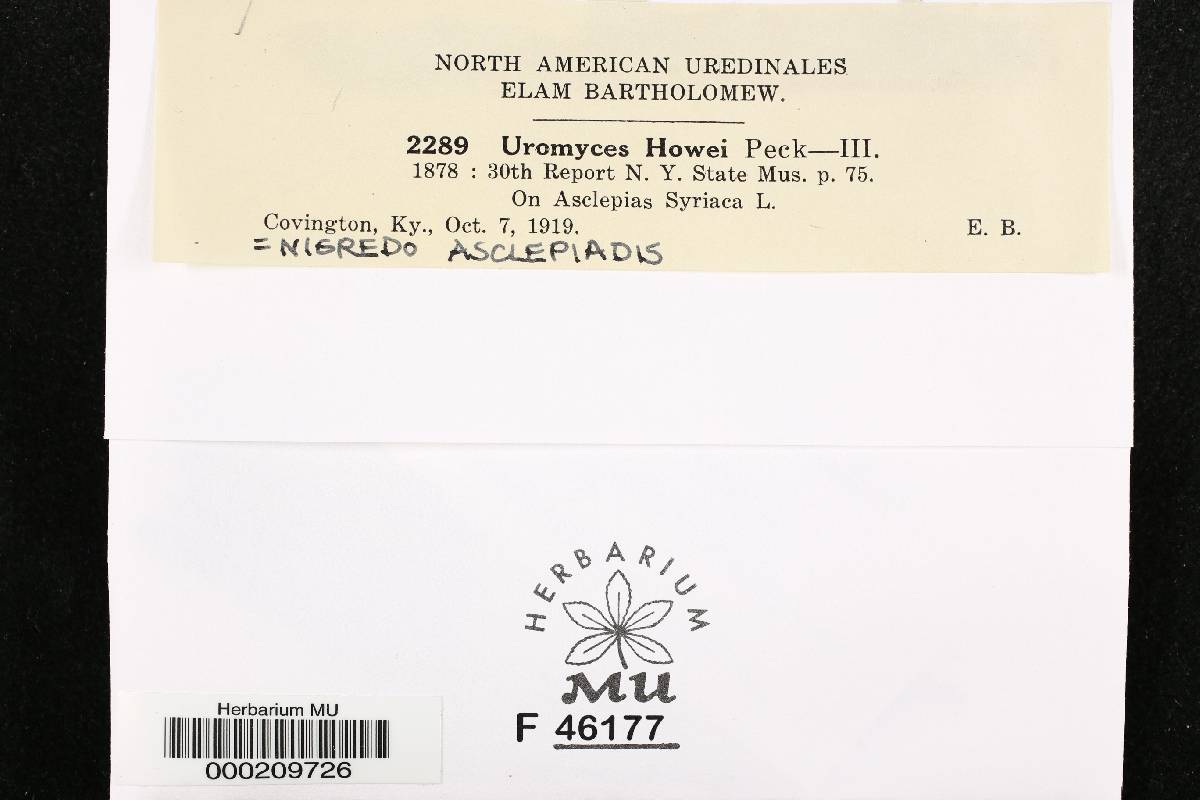 NORTH AMERICAN UREDINALES
ELAM BARTHOLOMEW.
2289 Uromyces Howei Peck—III.
1878 : 30th Report N. Y. State Mus. p. 75.
On Asclepias Syriaca L.
Covington, Ky., Oct. 7, 1919. E. B.
= NIGREDO ASCLEPIADIS
HERBARIUM
MU
F 46177
Herbarium MU
000209726